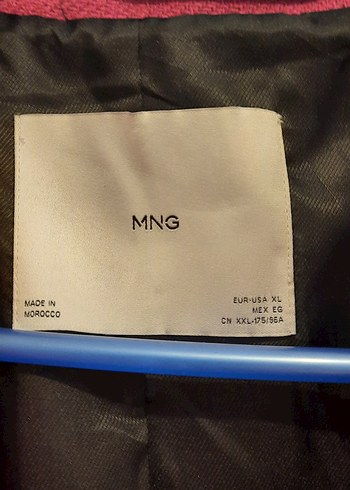 MNG
MADE IN
MOROCCO
EUR-USA XL
MEX EG
CN XXL-175/96A